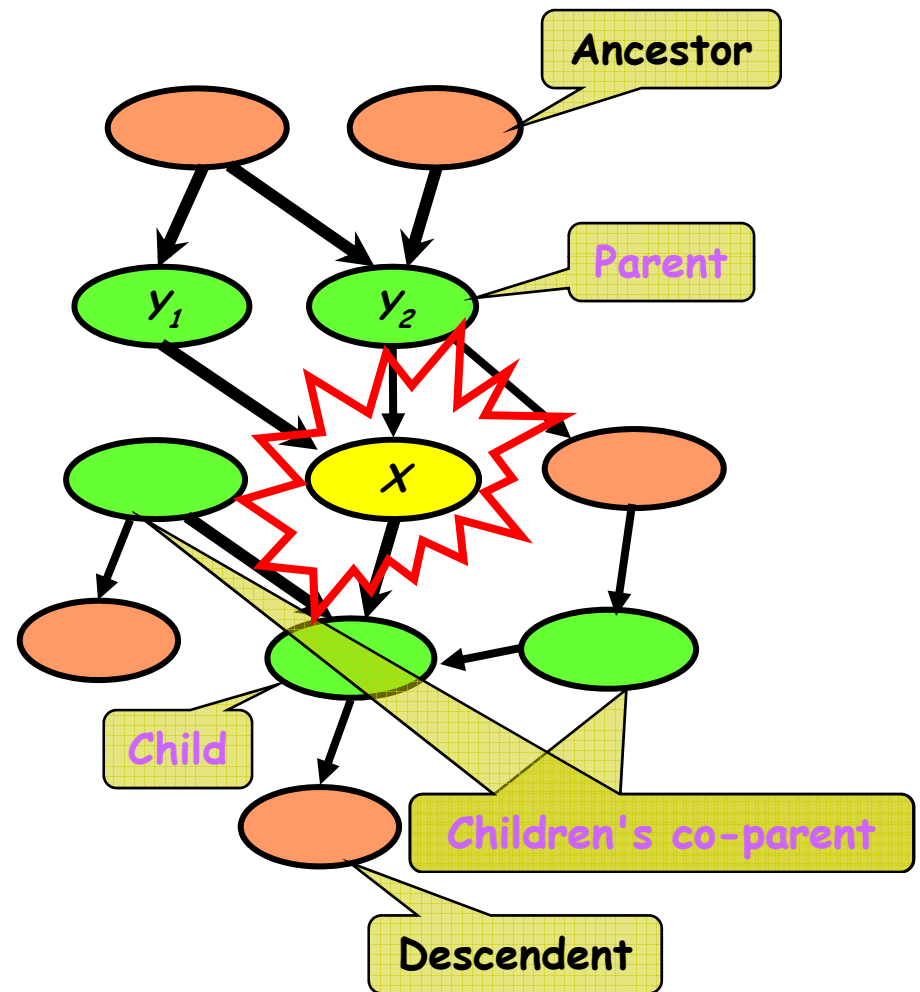 Ancestor
Parent
Y1
Y2
X
Child
Children's co-parent
Descendent